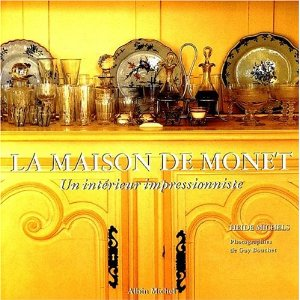 LA MAISON DE MONET
Un intérieur impressionniste
HEIDE MICHELS
Photographies
de Guy Bouchet
Albin Michel